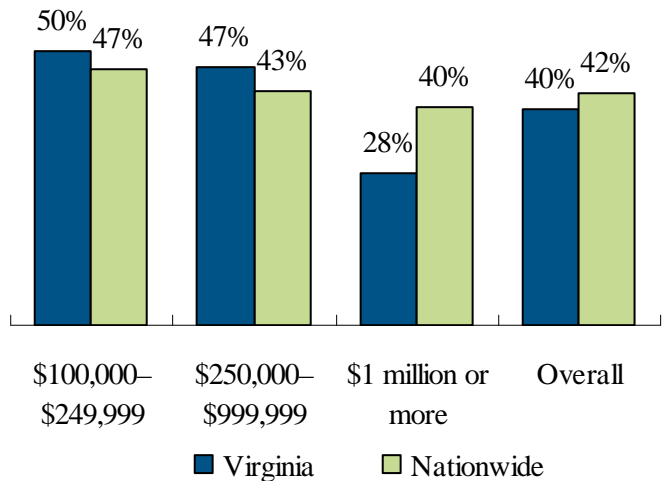 50% 47% 47% 43% 28% 40% 40% 42%
$100,000– $250,000– $1 million or Overall
$249,999 $999,999 more
Virginia Nationwide